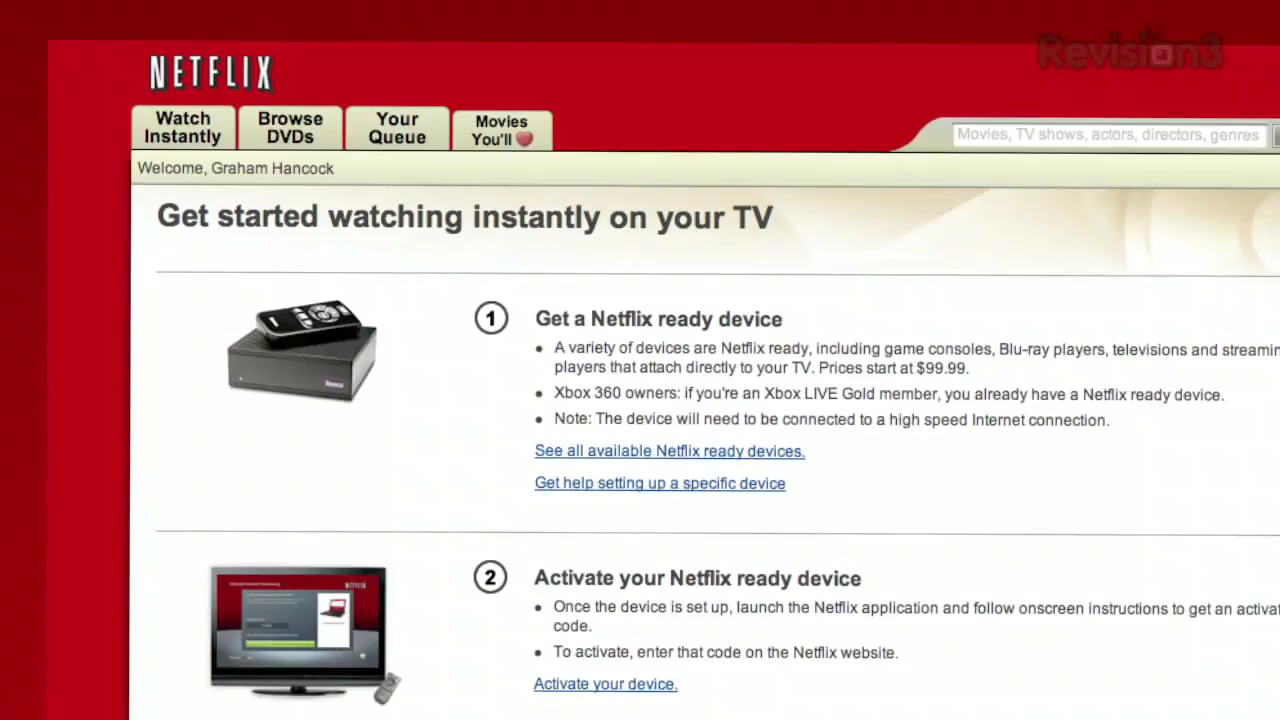 Revision3
NETFLIX
Watch Instantly
Browse DVDs
Your Queue
Movies You'll
Movies, TV shows, actors, directors, genres
Welcome, Graham Hancock
Get started watching instantly on your TV
1
Get a Netflix ready device
• A variety of devices are Netflix ready, including game consoles, Blu-ray players, televisions and streamin
players that attach directly to your TV. Prices start at $99.99.
• Xbox 360 owners: if you're an Xbox LIVE Gold member, you already have a Netflix ready device.
• Note: The device will need to be connected to a high speed Internet connection.
See all available Netflix ready devices.
Get help setting up a specific device
2
Activate your Netflix ready device
• Once the device is set up, launch the Netflix application and follow onscreen instructions to get an activa
code.
• To activate, enter that code on the Netflix website.
Activate your device.
NETFLIX